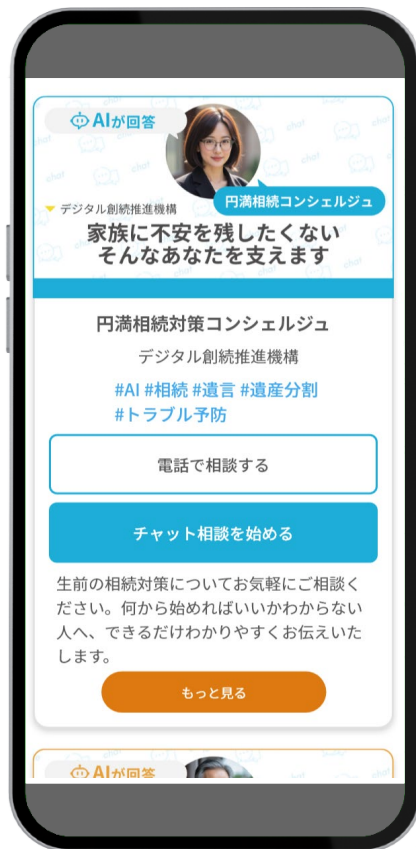 AIが回答
円満相続コンシェルジュ
デジタル創続推進機構
家族に不安を残したくない
そんなあなたを支えます
円満相続対策コンシェルジュ
デジタル創続推進機構
#AI #相続 #遺言 #遺産分割
#トラブル予防
電話で相談する
チャット相談を始める
生前の相続対策についてお気軽にご相談く
ださい。何から始めればいいかわからない
人へ、できるだけわかりやすくお伝えいた
します。
もっと見る
AIが回答